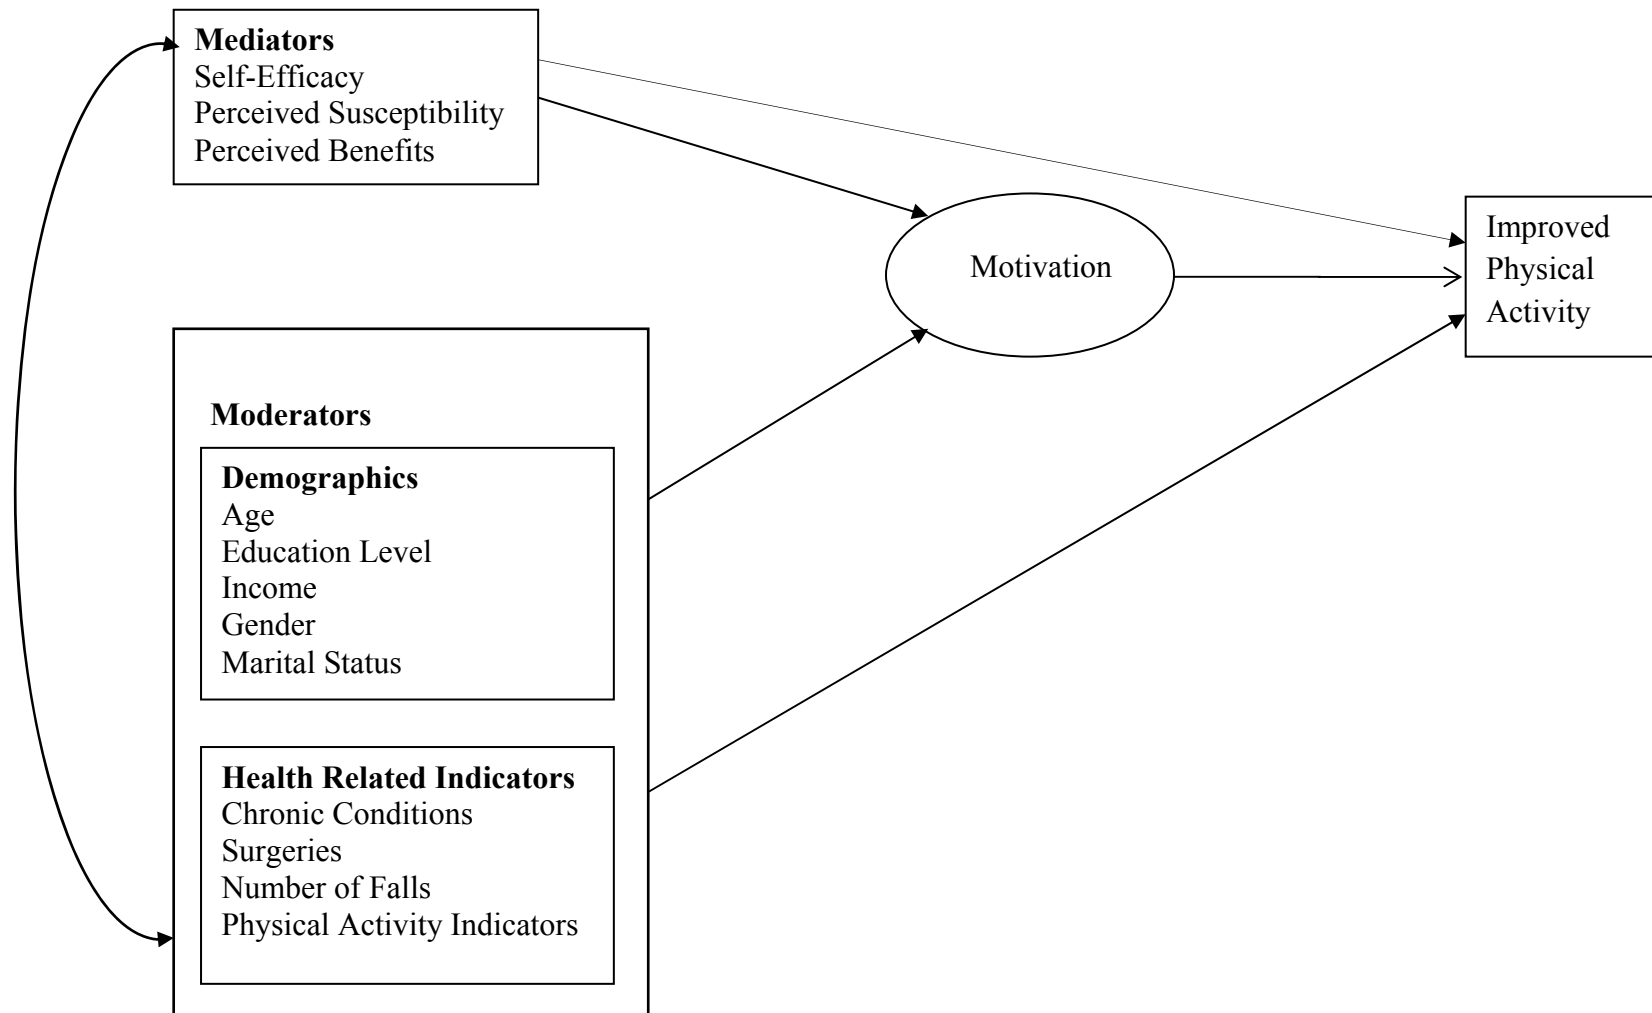 Mediators
Self-Efficacy
Perceived Susceptibility
Perceived Benefits
Motivation
Improved
Physical
Activity
Moderators
Demographics
Age
Education Level
Income
Gender
Marital Status
Health Related Indicators
Chronic Conditions
Surgeries
Number of Falls
Physical Activity Indicators